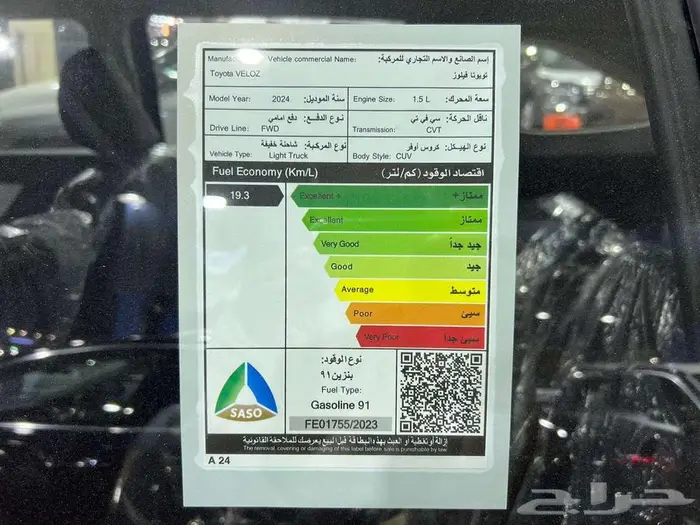 Manufac Vehicle commercial Name: إسم الصانع والاسم التجاري للمركبة:
Toyota VELOZ تويوتا فيلوز
Model Year: 2024 سنة الموديل: Engine Size: 1.5 L سعة المحرك:
Drive Line: FWD نوع الدفع: دفع امامي Transmission: CVT ناقل الحركة: سي في تي
Vehicle Type: Light Truck نوع المركبة: شاحنة خفيفة Body Style: CUV نوع الهيكل: كروس أوفر
Fuel Economy (Km/L) اقتصاد الوقود (كم/لتر)
19.3 Excellent + ممتاز+
Excellent ممتاز
Very Good جيد جداً
Good جيد
Average متوسط
Poor سيئ
Very Poor سيئ جداً
نوع الوقود:
بنزين ٩١
Fuel Type:
Gasoline 91
FE01755/2023
SASO
إزالة أو تغطية أو العبث بهذه البطاقة قبل البيع يعرضك للملاحقة القانونية
The removal, covering or damaging of this label before sale is punishable by law
A 24
حراج